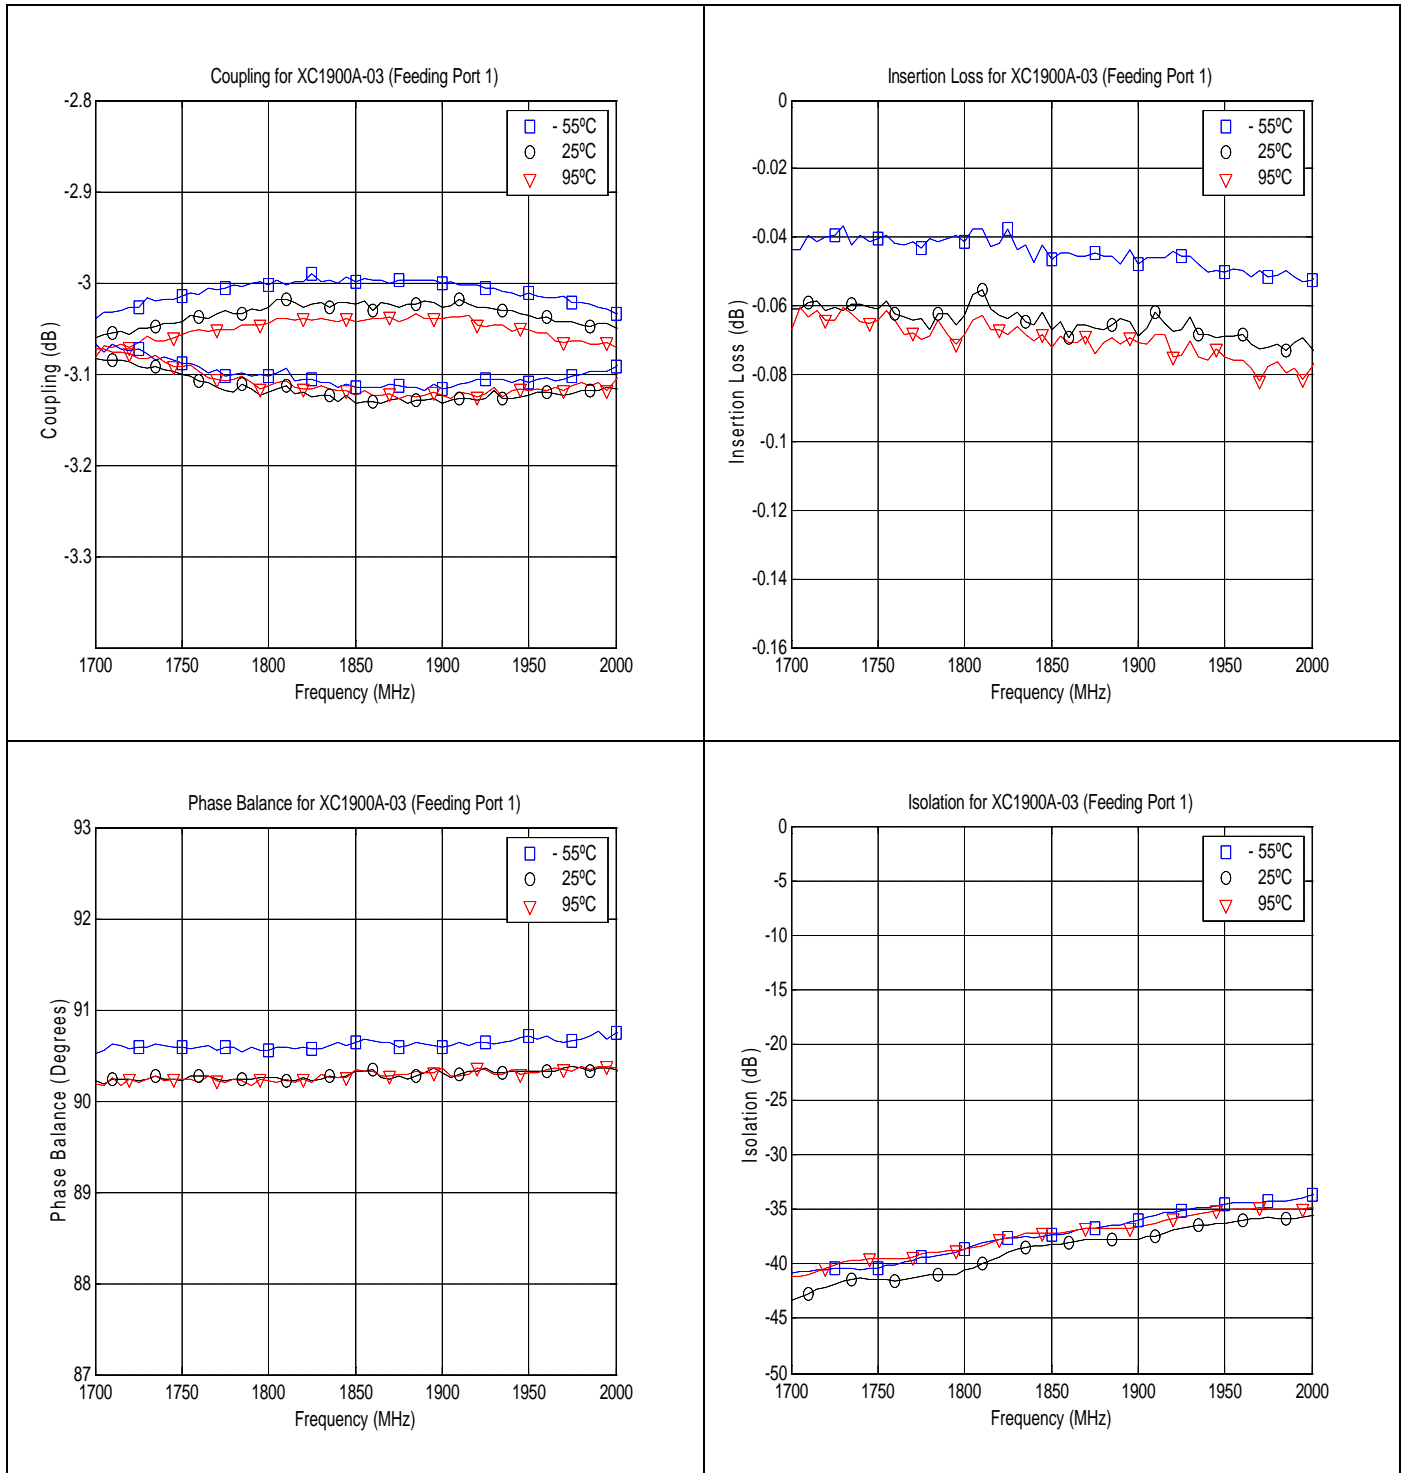 Coupling for XC1900A-03 (Feeding Port 1)
-2.8
-2.9
-3
-3.1
-3.2
-3.3
Coupling (dB)
- 55ºC
25ºC
95ºC
1700 1750 1800 1850 1900 1950 2000
Frequency (MHz)
Insertion Loss for XC1900A-03 (Feeding Port 1)
0
-0.02
-0.04
-0.06
-0.08
-0.1
-0.12
-0.14
-0.16
Insertion Loss (dB)
- 55ºC
25ºC
95ºC
1700 1750 1800 1850 1900 1950 2000
Frequency (MHz)
Phase Balance for XC1900A-03 (Feeding Port 1)
93
92
91
90
89
88
87
Phase Balance (Degrees)
- 55ºC
25ºC
95ºC
1700 1750 1800 1850 1900 1950 2000
Frequency (MHz)
Isolation for XC1900A-03 (Feeding Port 1)
0
-5
-10
-15
-20
-25
-30
-35
-40
-45
-50
Isolation (dB)
- 55ºC
25ºC
95ºC
1700 1750 1800 1850 1900 1950 2000
Frequency (MHz)